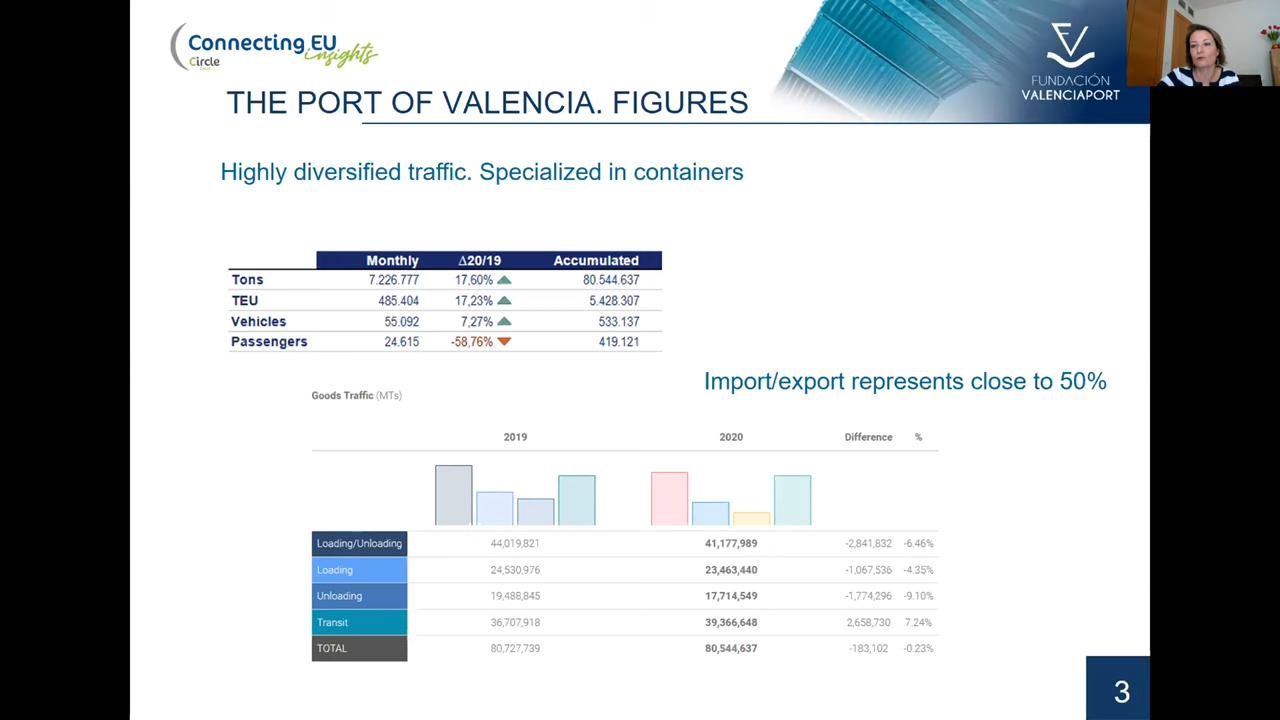 Connecting EU
insights
Circle
FUNDACIÓN
VALENCIAPORT
THE PORT OF VALENCIA. FIGURES
Highly diversified traffic. Specialized in containers
Monthly Δ20/19 Accumulated
Tons 7.226.777 17,60% 80.544.637
TEU 485.404 17,23% 5.428.307
Vehicles 55.092 7,27% 533.137
Passengers 24.615 -58,76% 419.121
Import/export represents close to 50%
Goods Traffic (MTs)
2019 2020 Difference %
Loading/Unloading 44,019,821 41,177,989 -2,841,832 -6.46%
Loading 24,530,976 23,463,440 -1,067,536 -4.35%
Unloading 19,488,845 17,714,549 -1,774,296 -9.10%
Transit 36,707,918 39,366,648 2,658,730 7.24%
TOTAL 80,727,739 80,544,637 -183,102 -0.23%
3